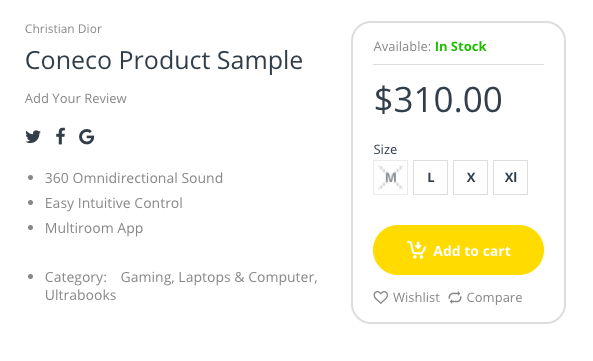 Christian Dior
Coneco Product Sample
Add Your Review
360 Omnidirectional Sound
Easy Intuitive Control
Multiroom App
Category: Gaming, Laptops & Computer,
Ultrabooks
Available: In Stock
$310.00
Size
M L X Xl
Add to cart
Wishlist Compare